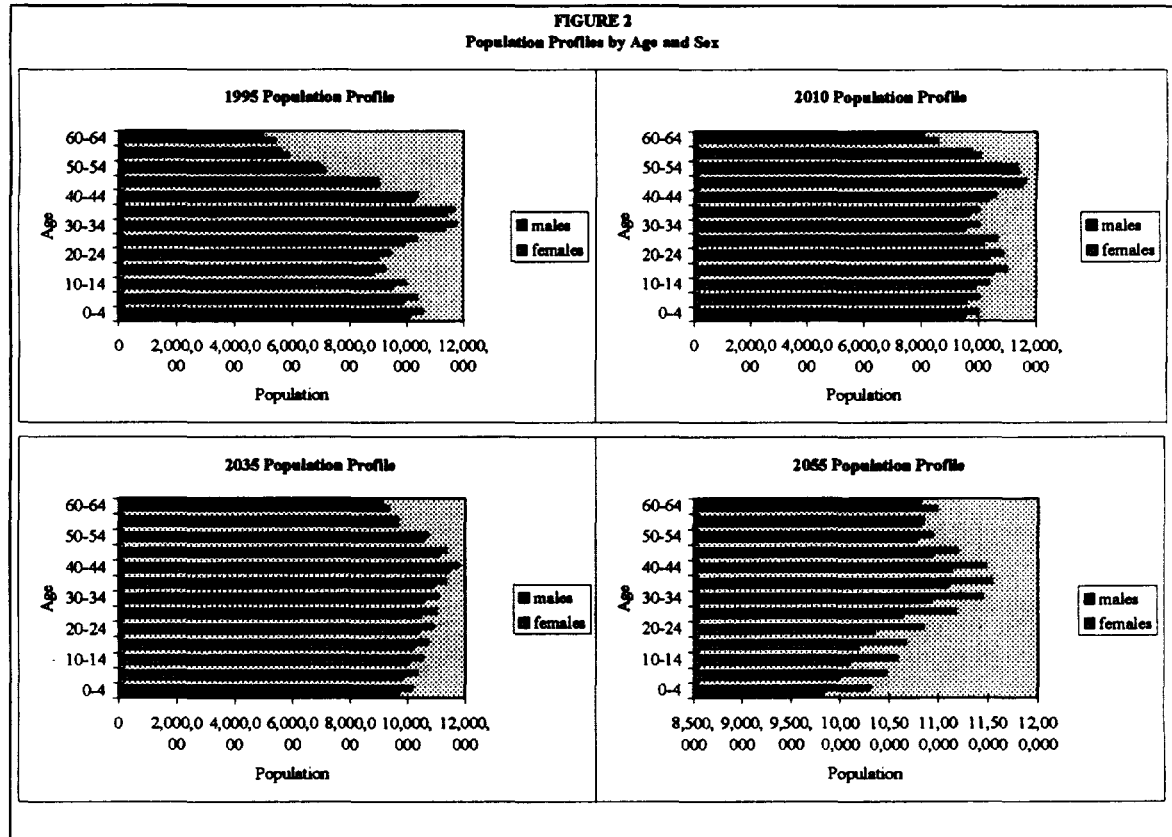 FIGURE 2
Population Profiles by Age and Sex
1995 Population Profile
60-64
50-54
40-44
30-34
20-24
10-14
0-4
Age
0 2,000,0 4,000,0 6,000,0 8,000,0 10,000, 12,000,
00 00 00 00 000 000
Population
males
females
2010 Population Profile
60-64
50-54
40-44
30-34
20-24
10-14
0-4
Age
0 2,000,0 4,000,0 6,000,0 8,000,0 10,000, 12,000,
00 00 00 00 000 000
Population
males
females
2035 Population Profile
60-64
50-54
40-44
30-34
20-24
10-14
0-4
Age
0 2,000,0 4,000,0 6,000,0 8,000,0 10,000, 12,000,
00 00 00 00 000 000
Population
males
females
2055 Population Profile
60-64
50-54
40-44
30-34
20-24
10-14
0-4
Age
8,500, 9,000, 9,500, 10,00 10,50 11,00 11,50 12,00
000 000 000 0,000 0,000 0,000 0,000 0,000
Population
males
females